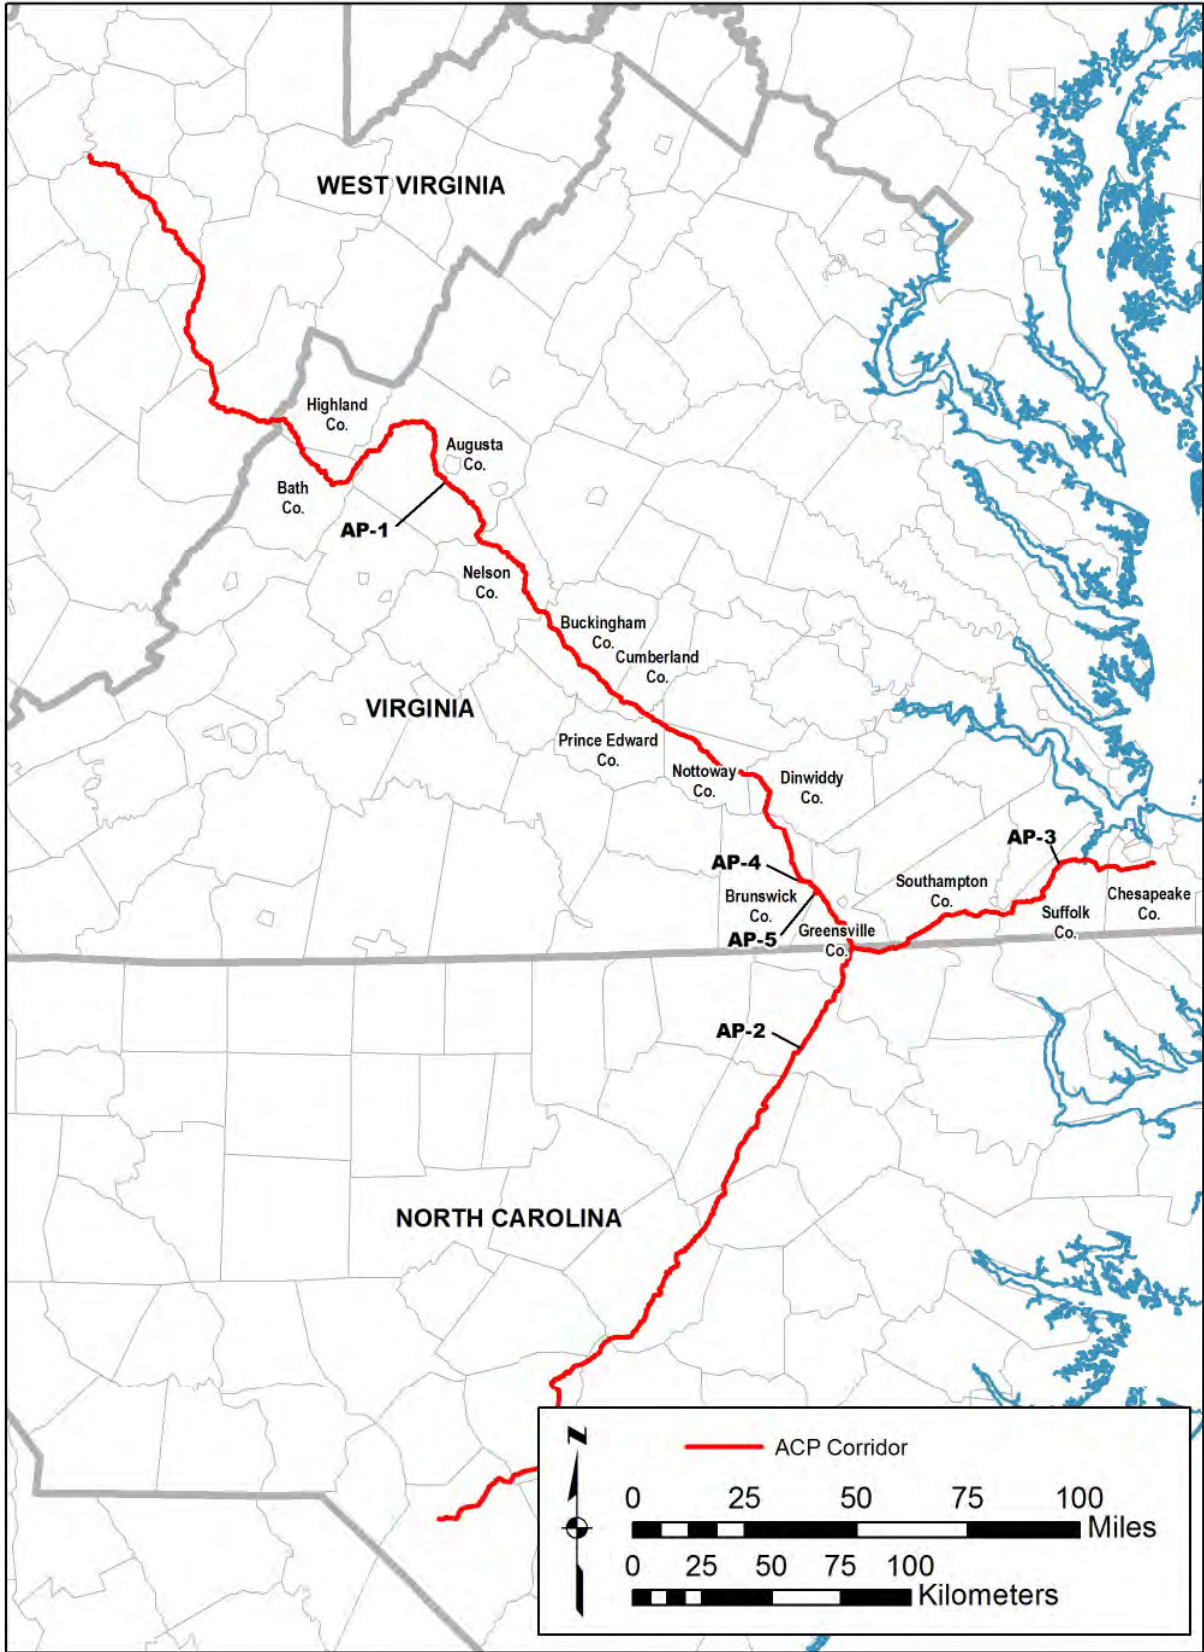 WEST VIRGINIA
Highland
Co.
Augusta
Co.
Bath
Co.
AP-1
Nelson
Co.
Buckingham
Co.
Cumberland
Co.
VIRGINIA
Prince Edward
Co.
Nottoway
Co.
Dinwiddy
Co.
AP-3
AP-4
Brunswick
Co.
Southampton
Co.
Chesapeake
Co.
Suffolk
Co.
AP-5
Greensville
Co.
AP-2
NORTH CAROLINA
N
ACP Corridor
0 25 50 75 100
Miles
0 25 50 75 100
Kilometers